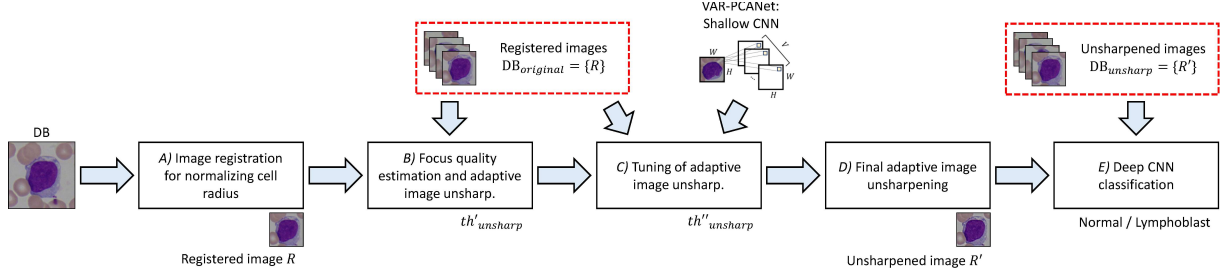 VAR-PCANet:
Shallow CNN
Registered images
DB_original = {R}
W
H
V
W
H
Unsharpened images
DB_unsharp = {R′}
DB
A) Image registration
for normalizing cell
radius
B) Focus quality
estimation and adaptive
image unsharp.
C) Tuning of adaptive
image unsharp.
D) Final adaptive image
unsharpening
E) Deep CNN
classification
th′_unsharp
th′′_unsharp
Normal / Lymphoblast
Registered image R
Unsharpened image R′